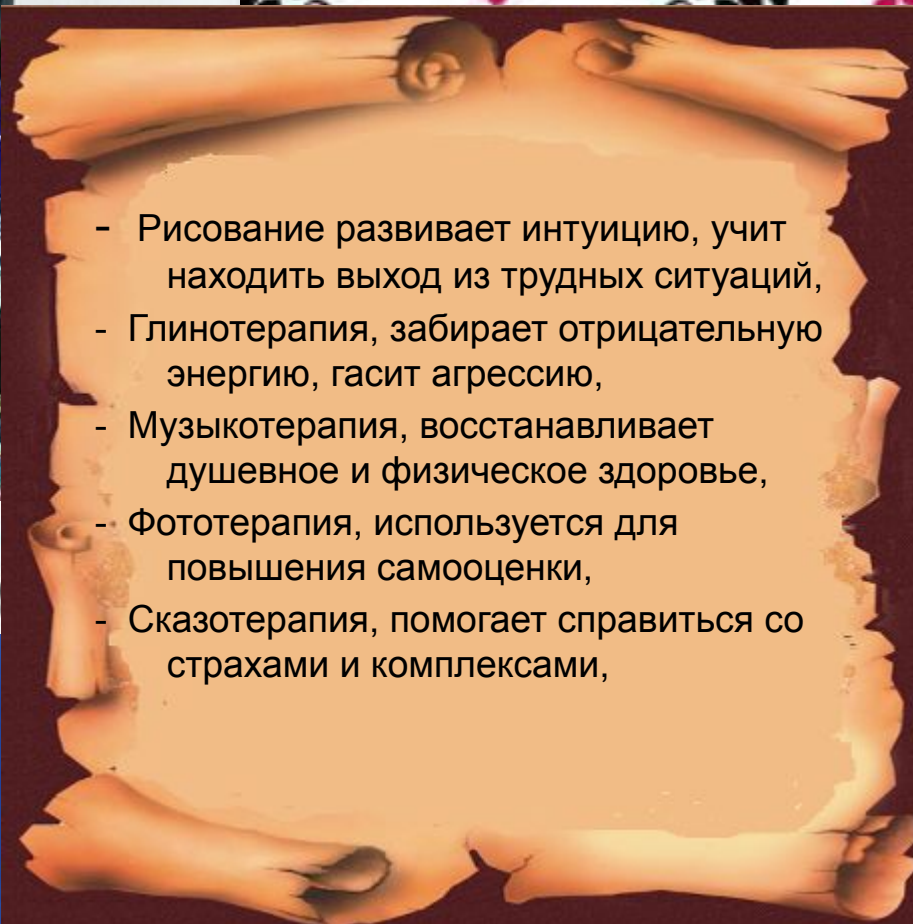 - Рисование развивает интуицию, учит
находить выход из трудных ситуаций,
- Глинотерапия, забирает отрицательную
энергию, гасит агрессию,
- Музыкотерапия, восстанавливает
душевное и физическое здоровье,
- Фототерапия, используется для
повышения самооценки,
- Сказотерапия, помогает справиться со
страхами и комплексами,